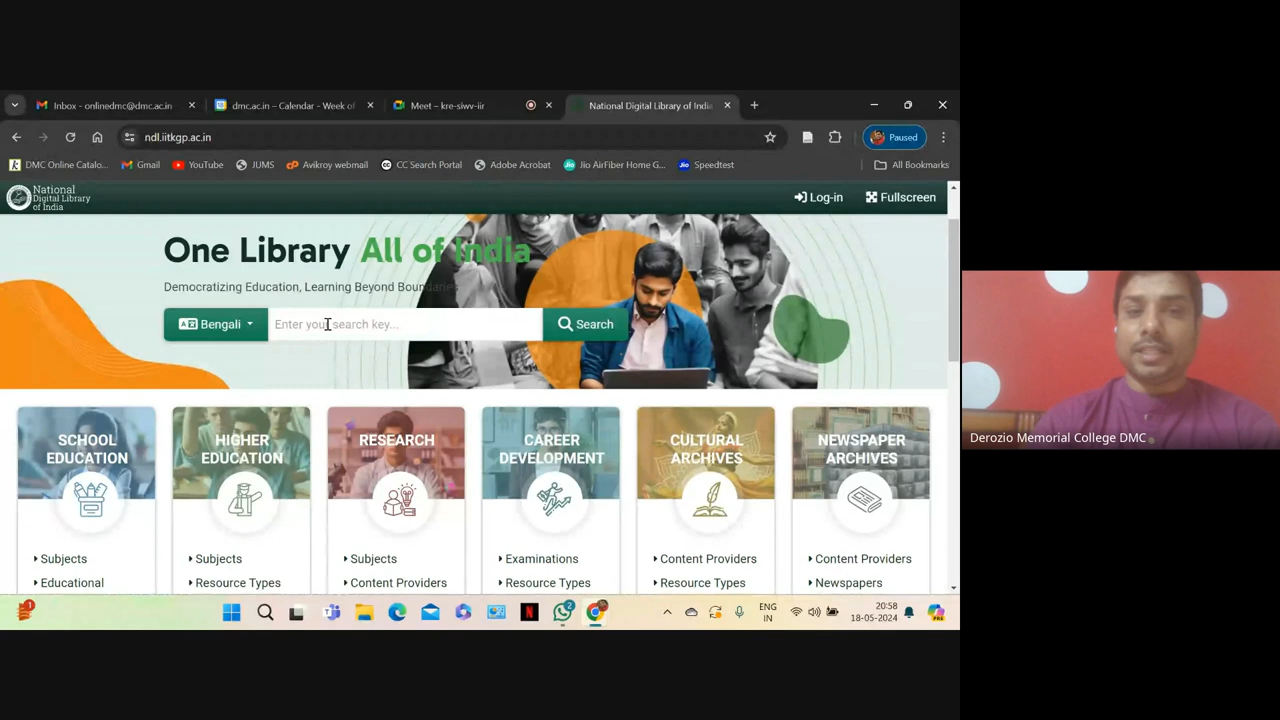 Inbox - onlinedmc@dmc.ac.in
dmc.ac.in – Calendar - Week of
Meet – kre-siwv-iir
National Digital Library of India
ndl.iitkgp.ac.in
Paused
DMC Online Catalo...
Gmail
YouTube
JUMS
Avikroy webmail
CC Search Portal
Adobe Acrobat
Jio AirFiber Home G...
Speedtest
All Bookmarks
National
Digital Library
of India
Log-in
Fullscreen
One Library All of India
Democratizing Education, Learning Beyond Boundaries
Bengali
Enter your search key...
Search
SCHOOL
EDUCATION
Subjects
Educational
HIGHER
EDUCATION
Subjects
Resource Types
RESEARCH
Subjects
Content Providers
CAREER
DEVELOPMENT
Examinations
Resource Types
CULTURAL
ARCHIVES
Content Providers
Resource Types
NEWSPAPER
ARCHIVES
Content Providers
Newspapers
Derozio Memorial College DMC
ENG
IN
20:58
18-05-2024